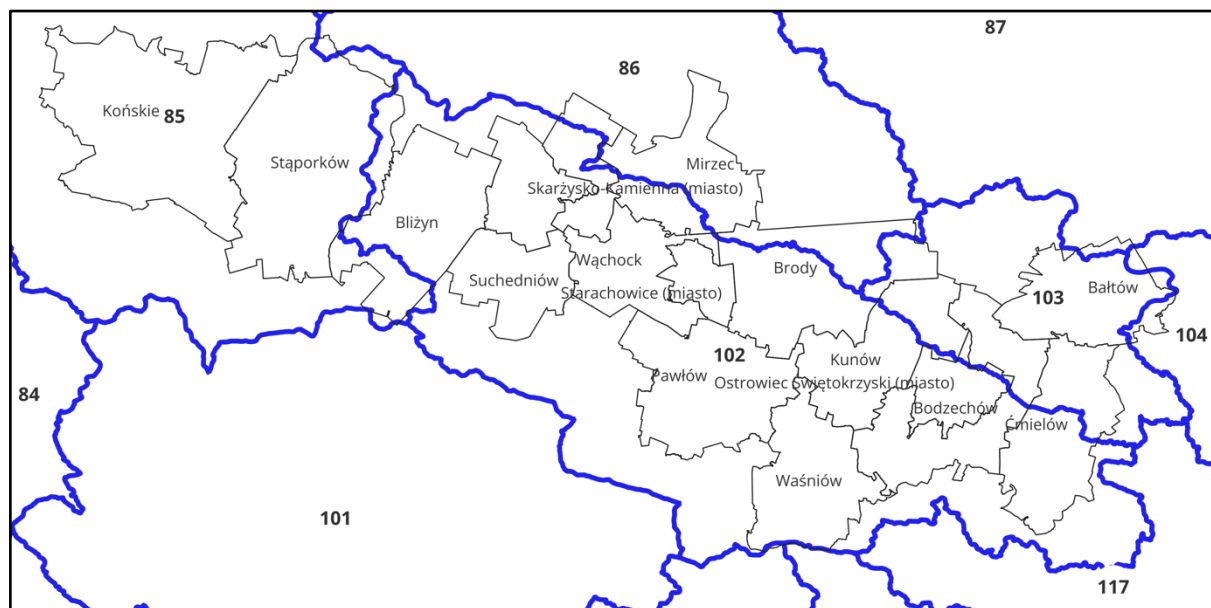 87
86
Końskie
85
Stąporków
Mirzec
Skarżysko-Kamienna (miasto)
Bliżyn
Wąchock
Brody
Suchedniów
Starachowice (miasto)
103
Bałtów
104
102
Kunów
Pawłów
Ostrowiec Świętokrzyski (miasto)
84
Bodzechów
Ćmielów
Waśniów
101
117